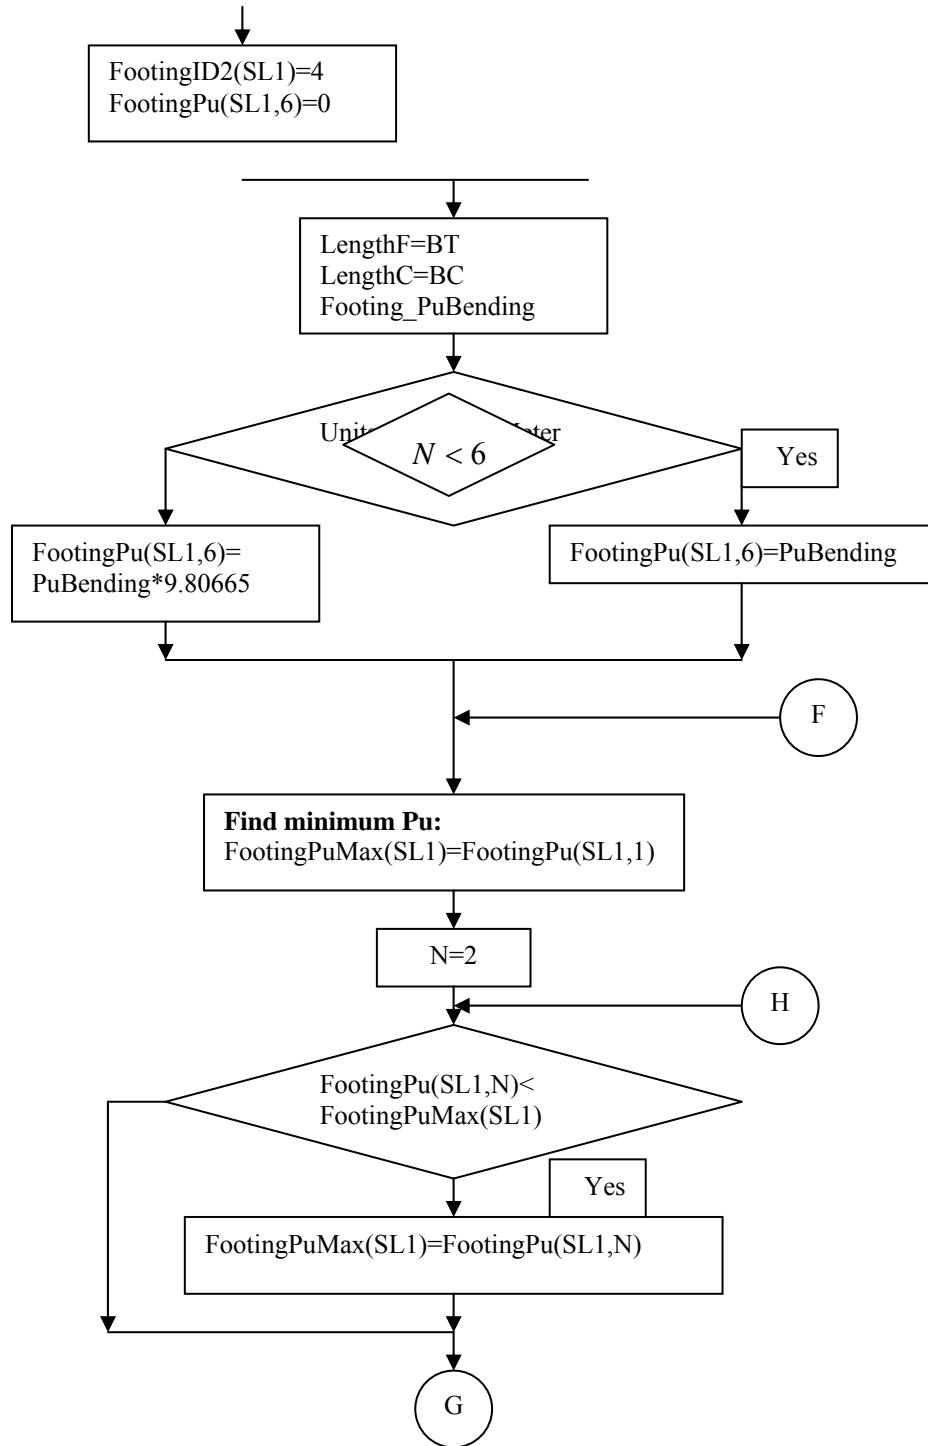 FootingID2(SL1)=4
FootingPu(SL1,6)=0
LengthF=BT
LengthC=BC
Footing_PuBending
N < 6
Yes
FootingPu(SL1,6)=
PuBending*9.80665
FootingPu(SL1,6)=PuBending
F
Find minimum Pu:
FootingPuMax(SL1)=FootingPu(SL1,1)
N=2
H
FootingPu(SL1,N)<
FootingPuMax(SL1)
Yes
FootingPuMax(SL1)=FootingPu(SL1,N)
G